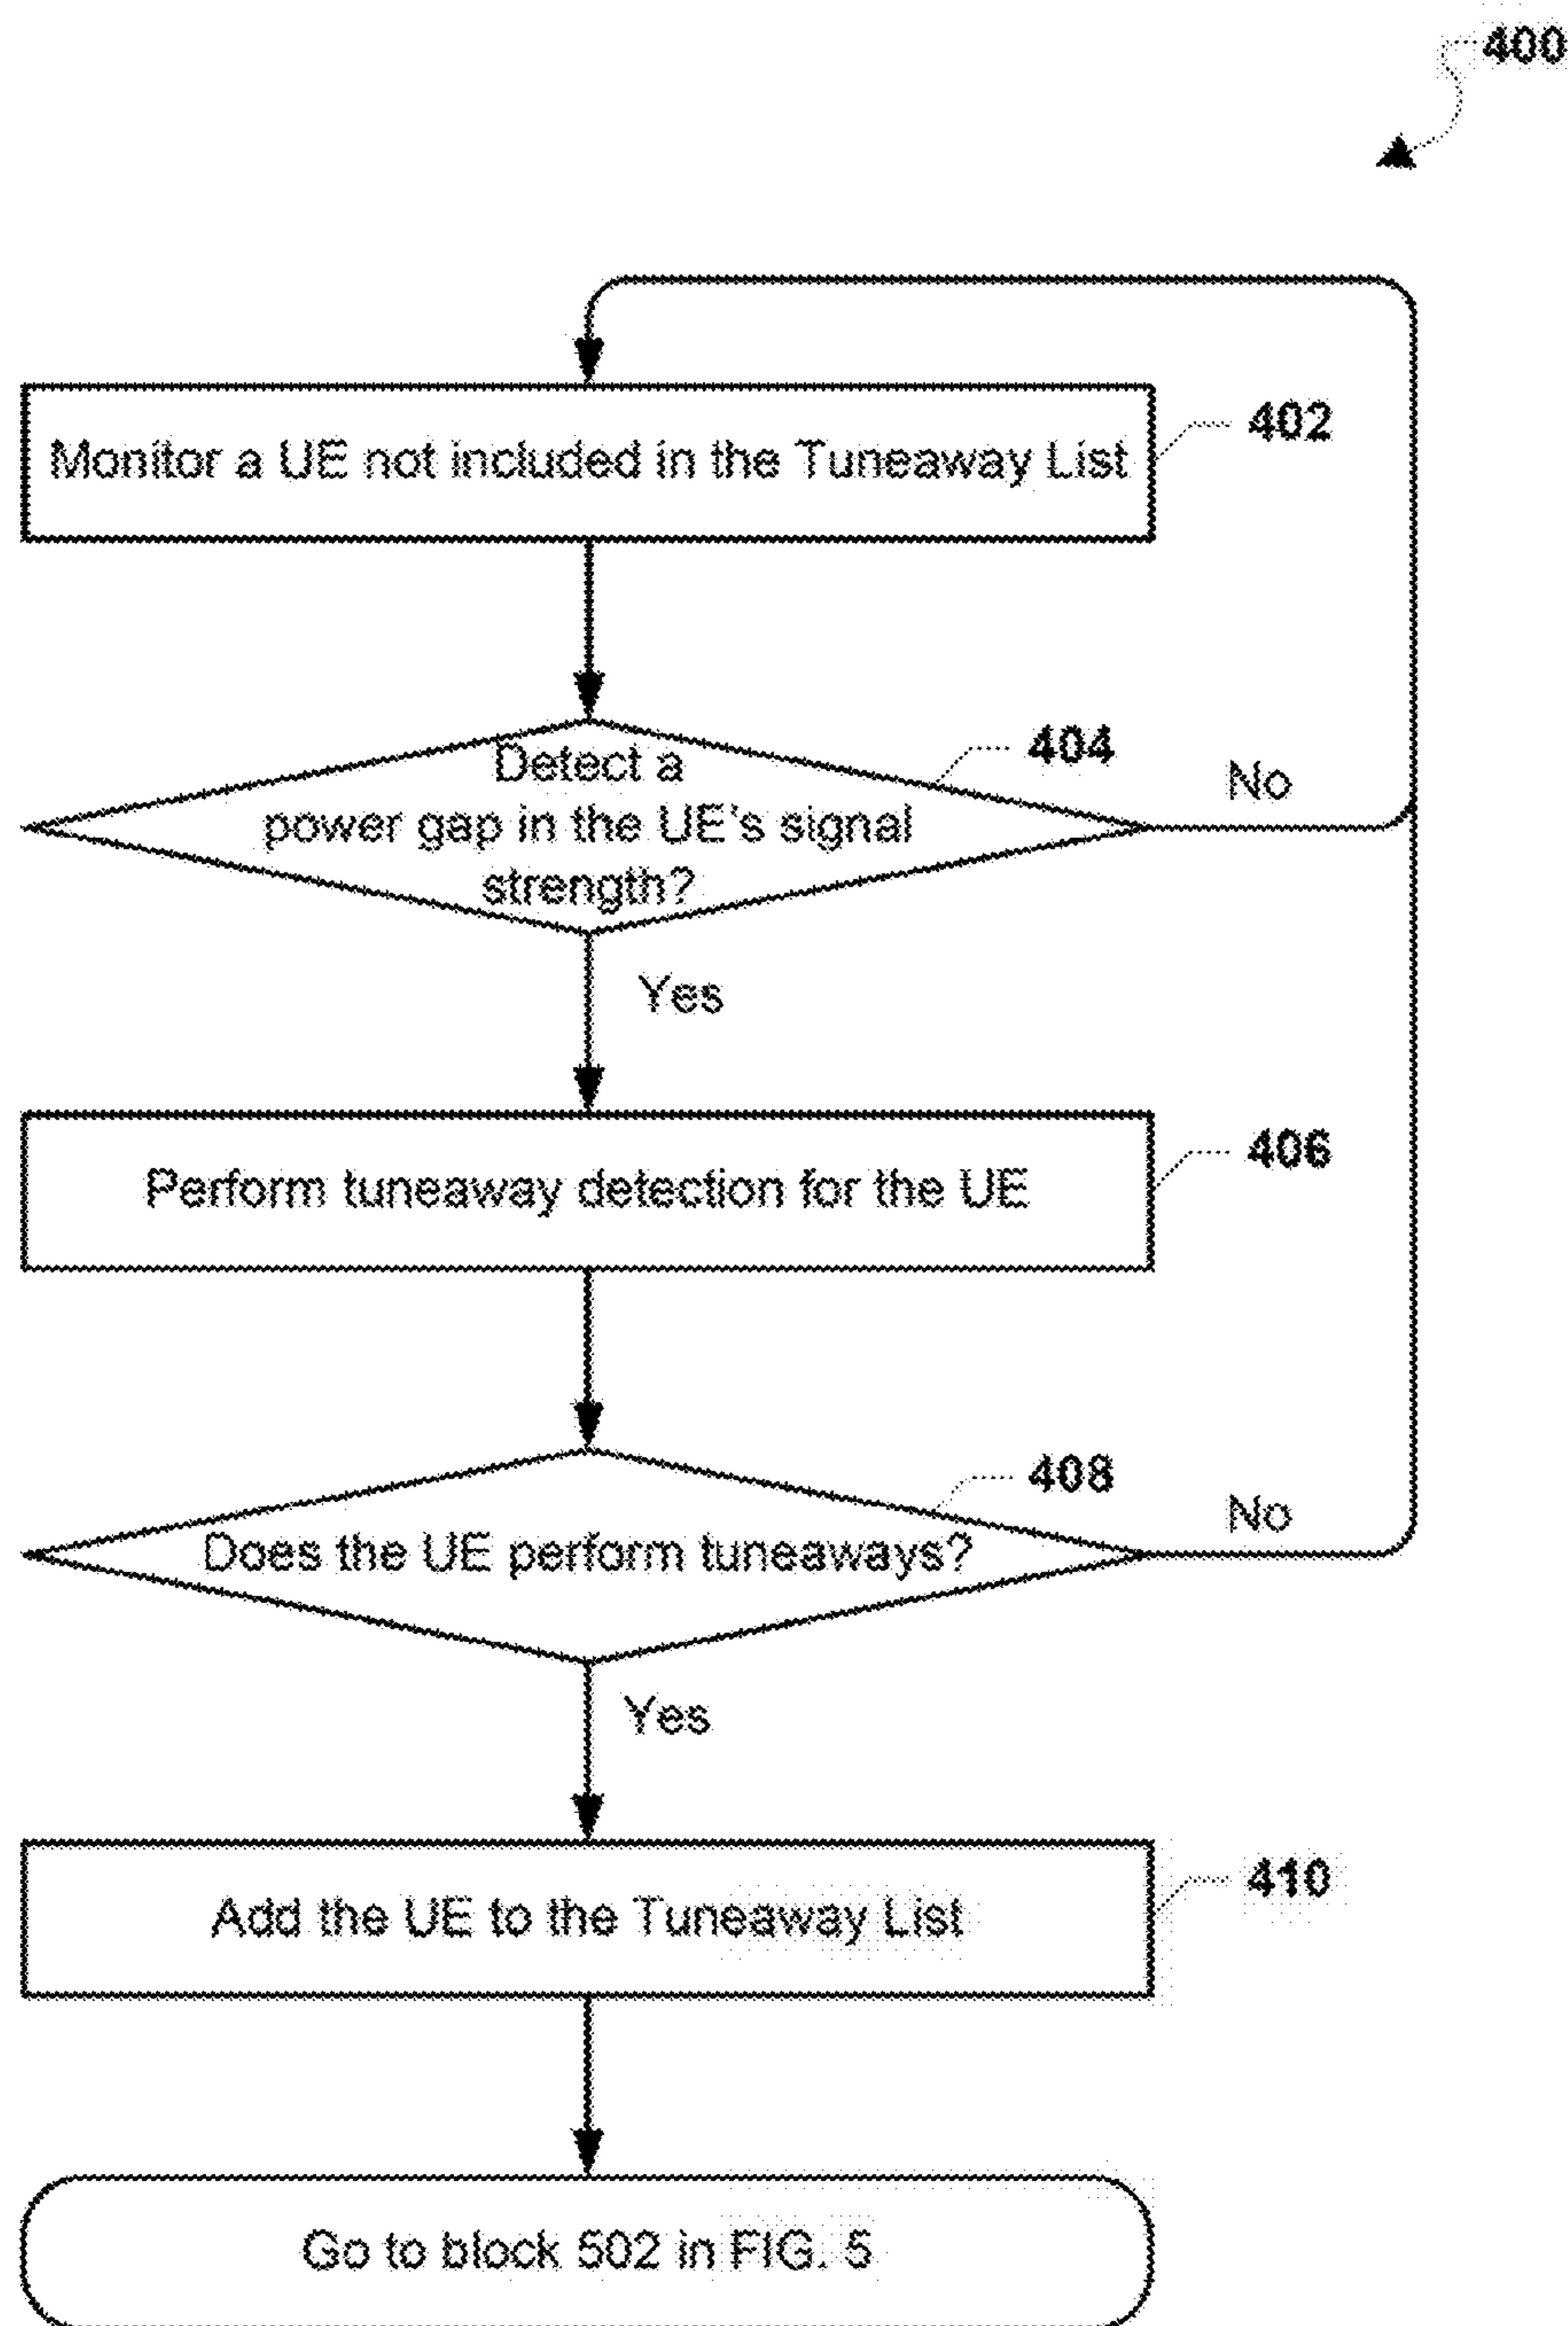 400
Monitor a UE not included in the Tuneaway List
402
Detect a
power gap in the UE's signal
strength?
404
No
Yes
Perform tuneaway detection for the UE
406
Does the UE perform tuneaways?
408
No
Yes
Add the UE to the Tuneaway List
410
Go to block 502 in FIG. 5